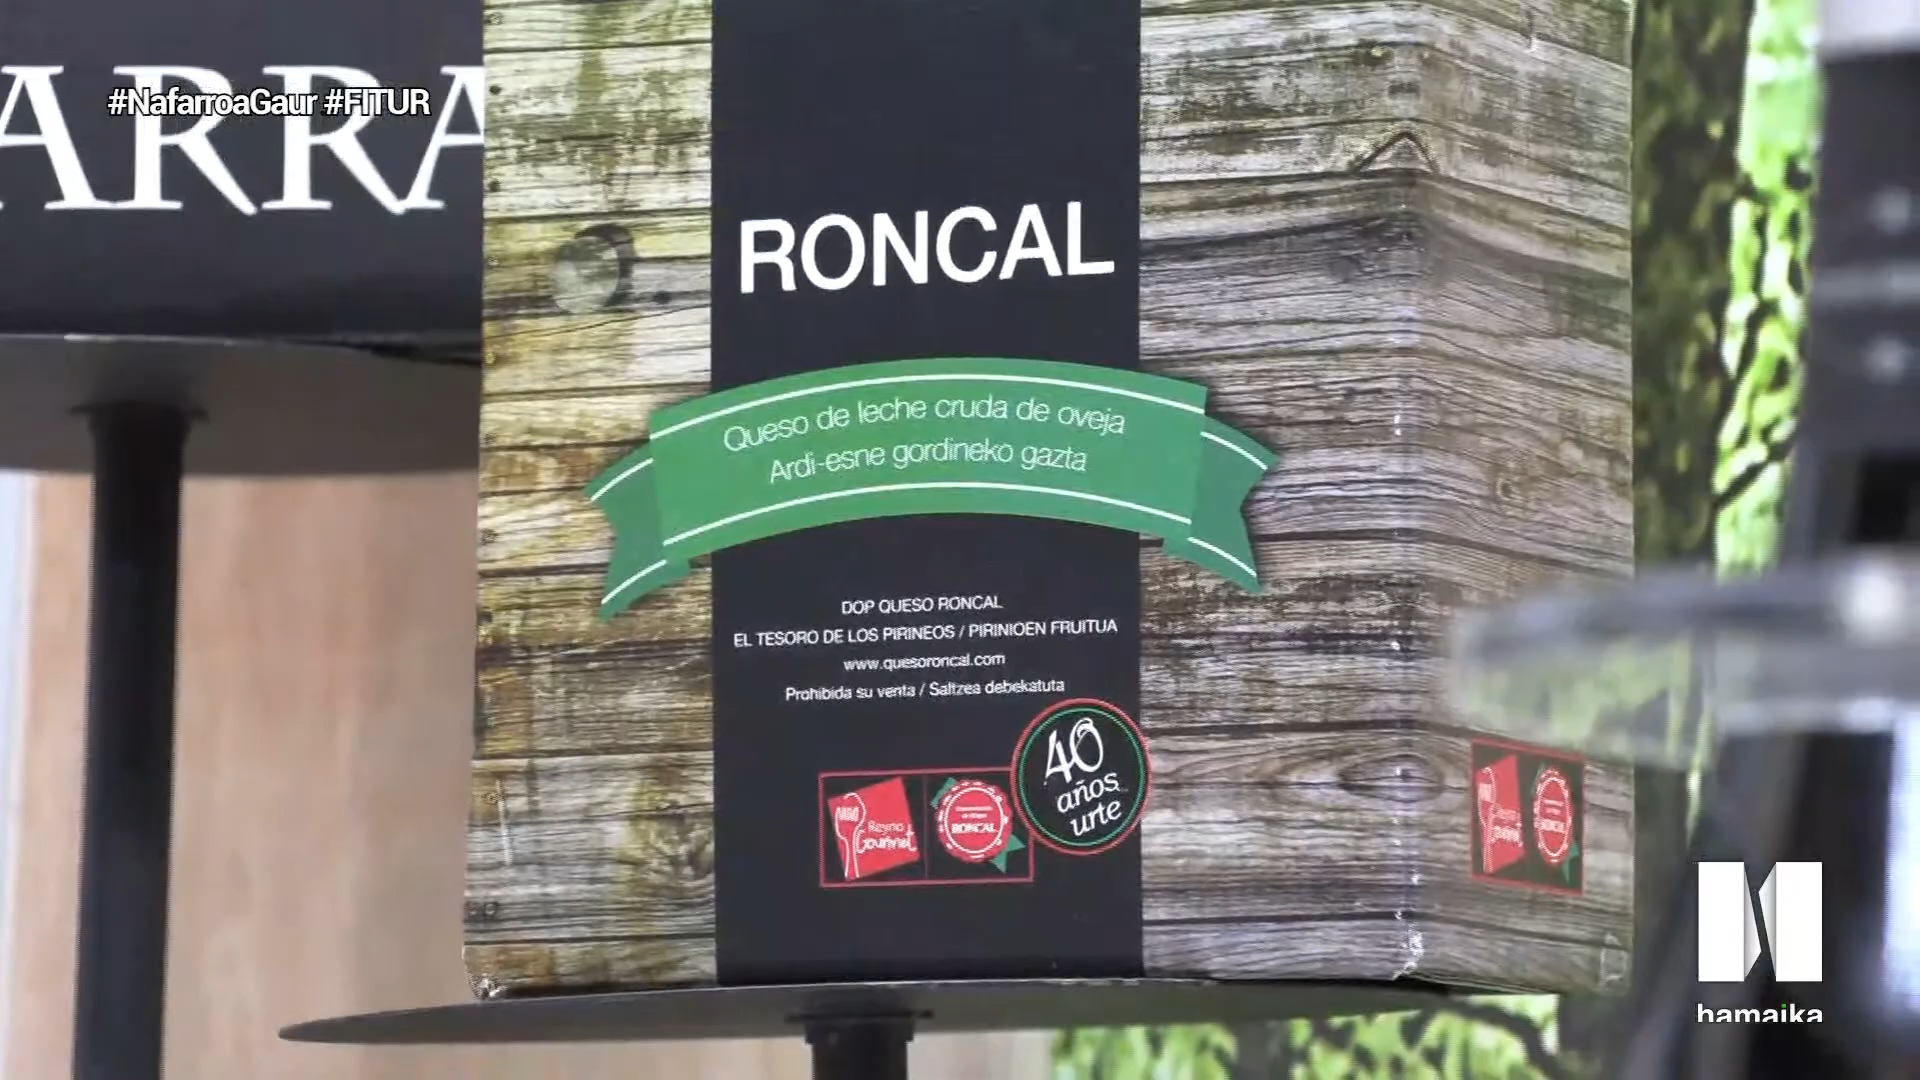 ARRA
#NafarroaGaur #FITUR
RONCAL
Queso de leche cruda de oveja
Ardi-esne gordineko gazta
DOP QUESO RONCAL
EL TESORO DE LOS PIRINEOS / PIRINIOEN FRUITUA
www.quesoroncal.com
Prohibida su venta / Saltzea debekatuta
40
años
urte
Reyno
Gourmet
RONCAL
hamaika